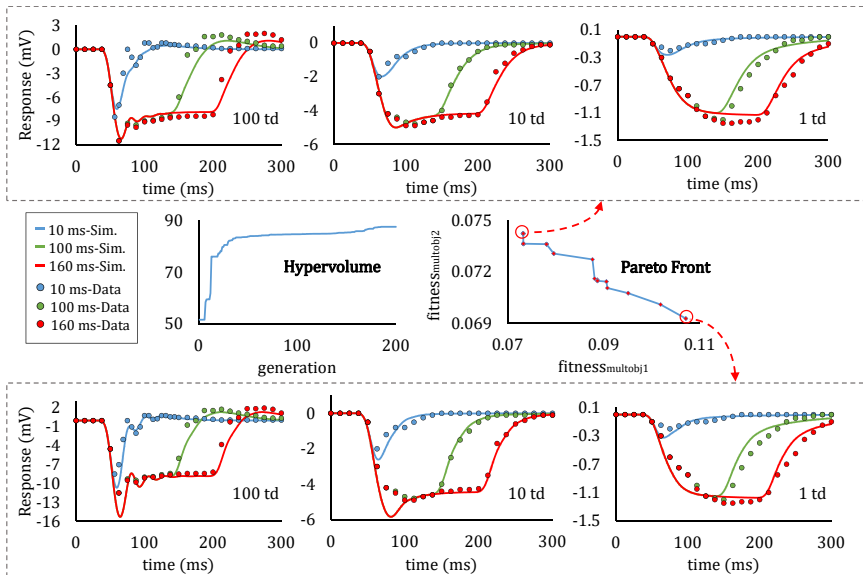 Response (mV)
3
0
-3
-6
-9
-12
0 100 200 300
time (ms)
100 td
0
-2
-4
-6
0 100 200 300
time (ms)
10 td
0.1
-0.3
-0.7
-1.1
-1.5
0 100 200 300
time (ms)
1 td
10 ms-Sim.
100 ms-Sim.
160 ms-Sim.
10 ms-Data
100 ms-Data
160 ms-Data
90
70
50
0 100 200
generation
Hypervolume
fitnessmultobj2
0.075
0.072
0.069
0.07 0.09 0.11
fitnessmultobj1
Pareto Front
Response (mV)
2
-1
-4
-7
-10
-13
-16
0 100 200 300
time (ms)
100 td
0
-2
-4
-6
0 100 200 300
time (ms)
10 td
0.1
-0.3
-0.7
-1.1
-1.5
0 100 200 300
time (ms)
1 td